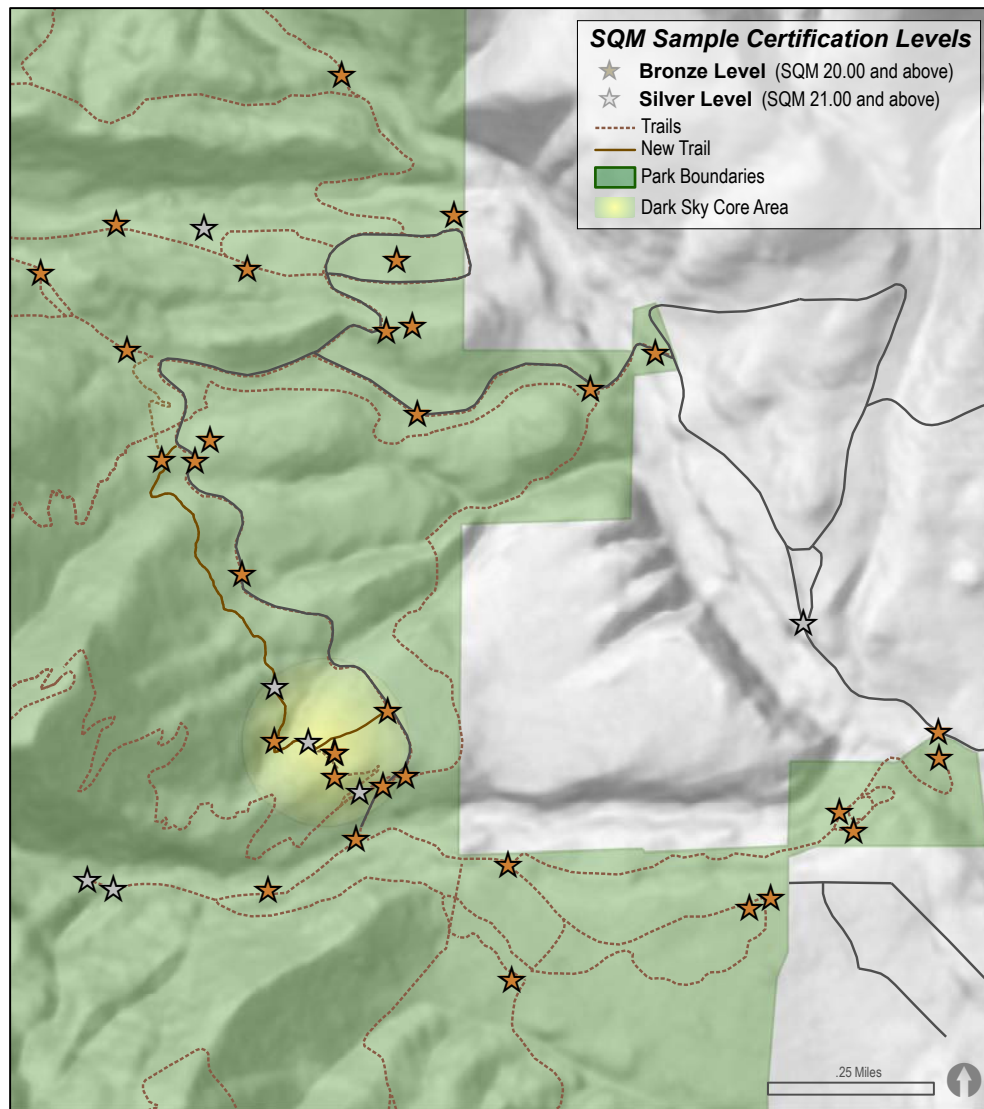 SQM Sample Certification Levels
Bronze Level (SQM 20.00 and above)
Silver Level (SQM 21.00 and above)
Trails
New Trail
Park Boundaries
Dark Sky Core Area
.25 Miles